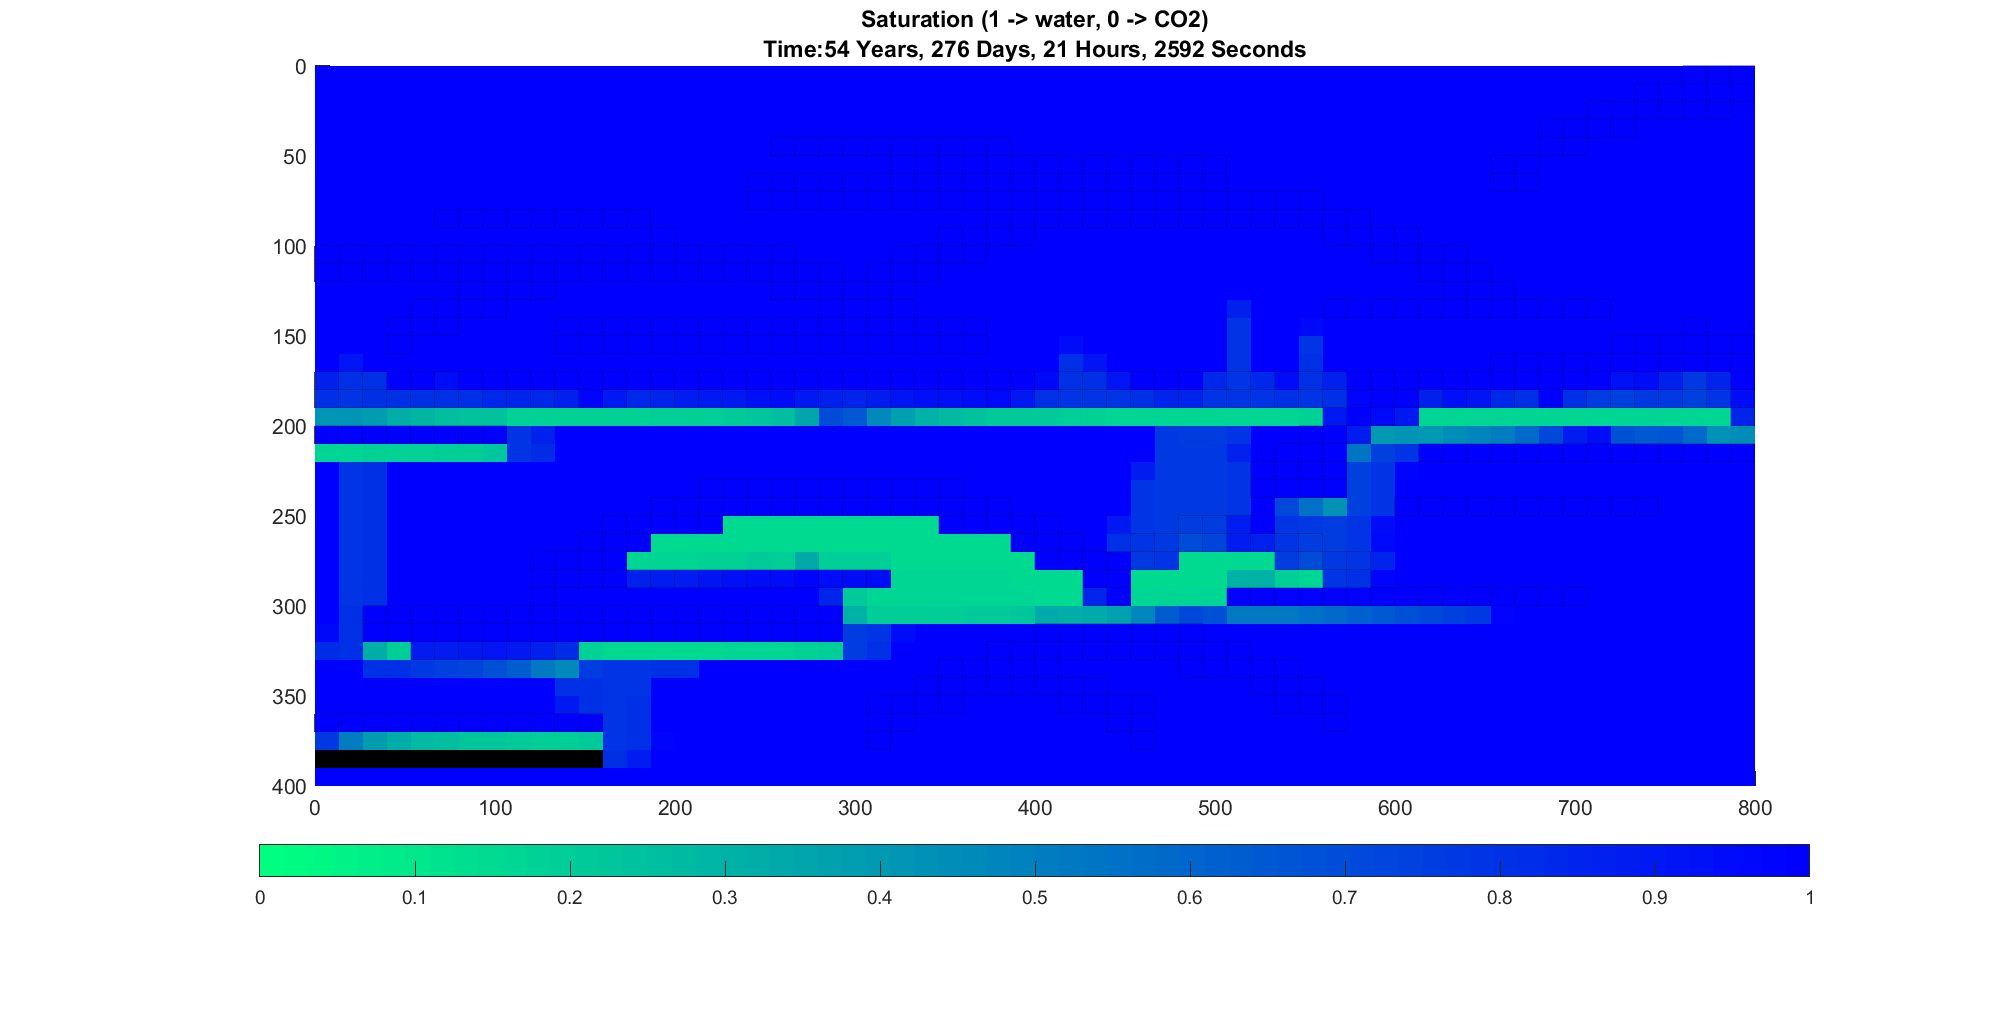 Saturation (1 -> water, 0 -> CO2)
Time:54 Years, 276 Days, 21 Hours, 2592 Seconds
0
50
100
150
200
250
300
350
400
0 100 200 300 400 500 600 700 800
0 0.1 0.2 0.3 0.4 0.5 0.6 0.7 0.8 0.9 1